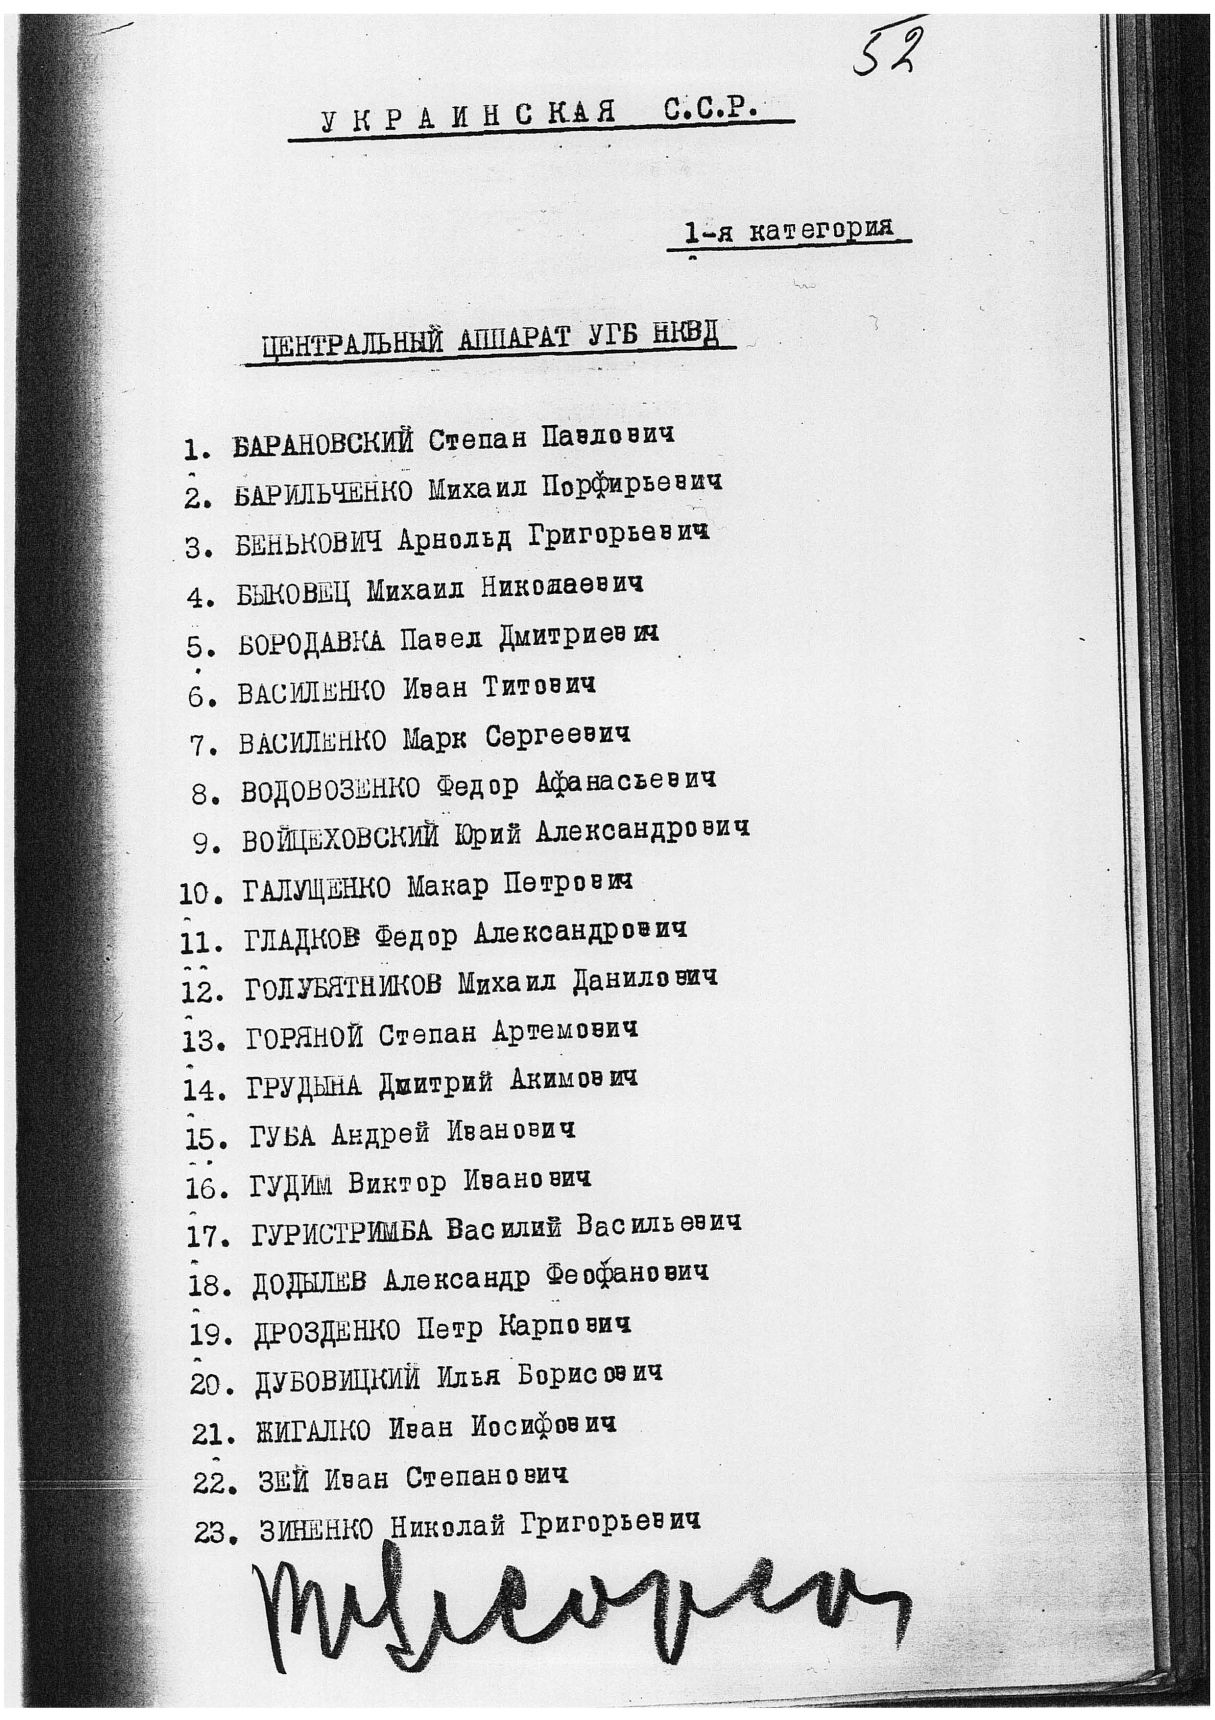 52
УКРАИНСКАЯ С.С.Р.
1-я категория
ЦЕНТРАЛЬНЫЙ АППАРАТ УГБ НКВД
1. БАРАНОВСКИЙ Степан Павлович
2. БАРИЛЬЧЕНКО Михаил Порфирьевич
3. БЕНЬКОВИЧ Арнольд Григорьевич
4. БЫКОВЕЦ Михаил Николаевич
5. БОРОДАВКА Павел Дмитриевич
6. ВАСИЛЕНКО Иван Титович
7. ВАСИЛЕНКО Марк Сергеевич
8. ВОДОВОЗЕНКО Федор Афанасьевич
9. ВОЙЦЕХОВСКИЙ Юрий Александрович
10. ГАЛУЩЕНКО Макар Петрович
11. ГЛАДКОВ Федор Александрович
12. ГОЛУБЯТНИКОВ Михаил Данилович
13. ГОРЯНОЙ Степан Артемович
14. ГРУДЫНА Дмитрий Акимович
15. ГУБА Андрей Иванович
16. ГУДИМ Виктор Иванович
17. ГУРИСТРИМБА Василий Васильевич
18. ДОДЫЛЕВ Александр Феофанович
19. ДРОЗДЕНКО Петр Карпович
20. ДУБОВИЦКИЙ Илья Борисович
21. ЖИГАЛКО Иван Иосифович
22. ЗЕЙ Иван Степанович
23. ЗИНЕНКО Николай Григорьевич